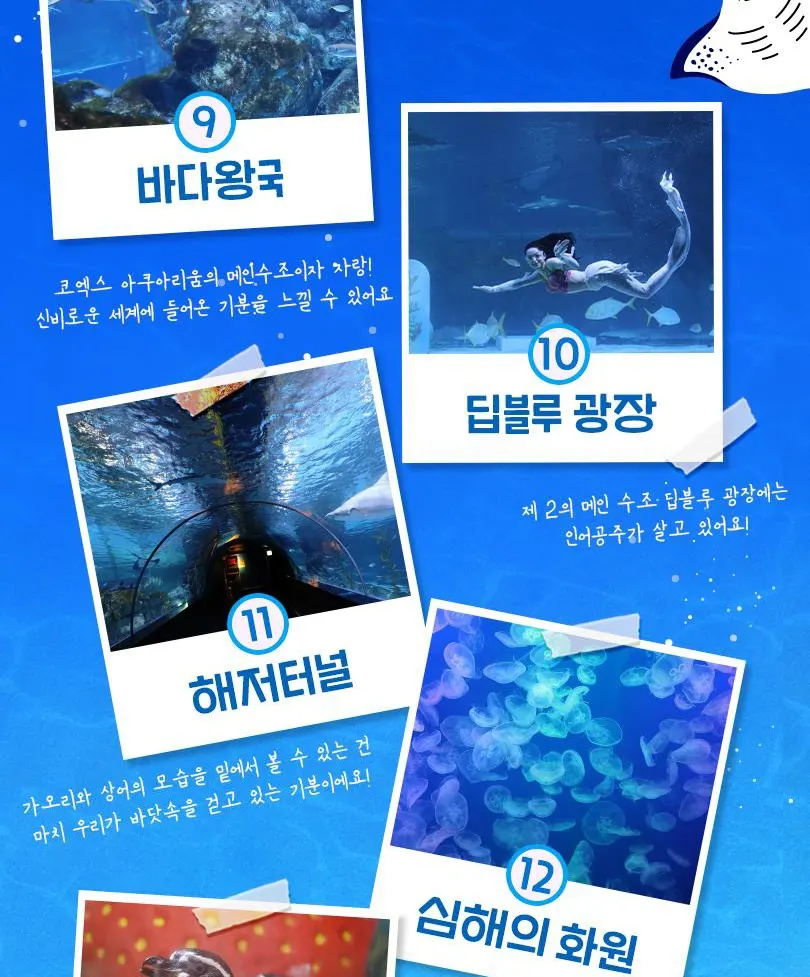 9
바다왕국
코엑스 아쿠아리움의 메인수조이자 자랑!
신비로운 세계에 들어온 기분을 느낄 수 있어요
10
딥블루 광장
제 2의 메인 수조 딥블루 광장에는
인어공주가 살고 있어요!
11
해저터널
가오리와 상어의 모습을 밑에서 볼 수 있는 건
마치 우리가 바닷속을 걷고 있는 기분이에요!
12
심해의 화원